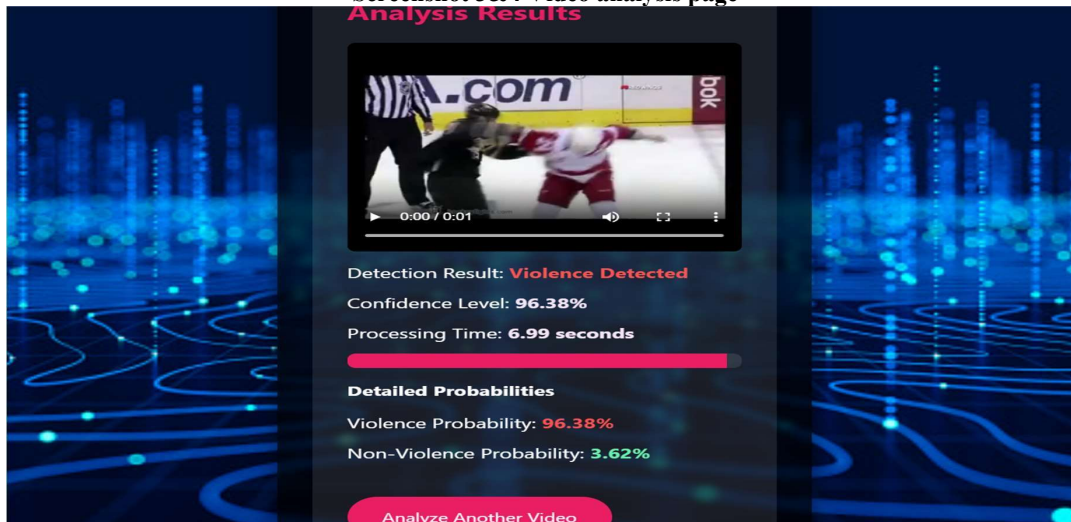 Analysis Results
A.com
bok
0:00 / 0:01
Detection Result: Violence Detected
Confidence Level: 96.38%
Processing Time: 6.99 seconds
Detailed Probabilities
Violence Probability: 96.38%
Non-Violence Probability: 3.62%
Analyze Another Video